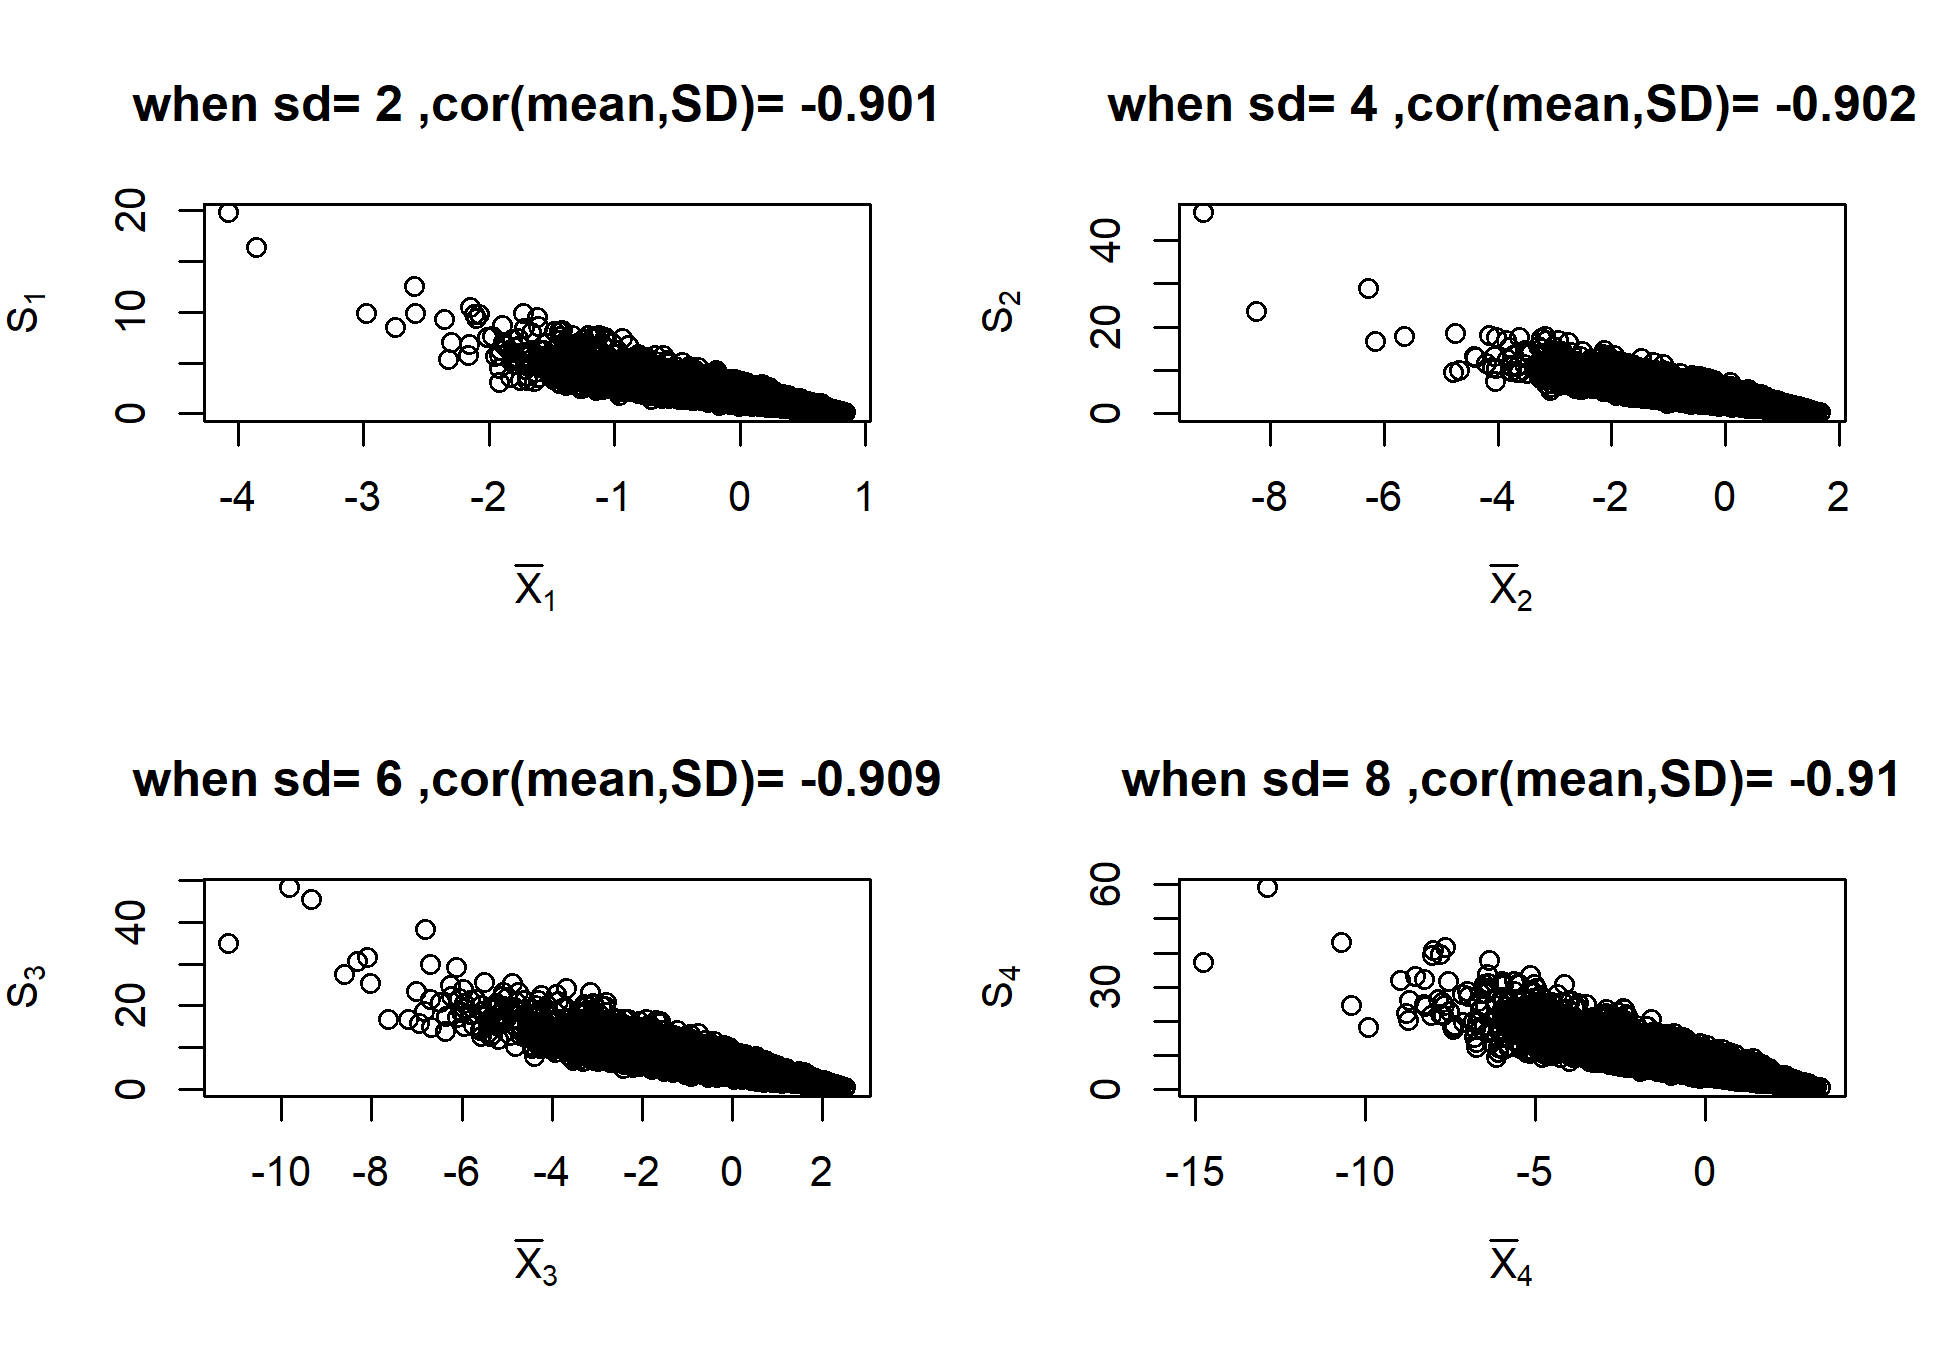 when sd= 2 ,cor(mean,SD)= -0.901
S1
0 10 20
-4 -3 -2 -1 0 1
X̅1
when sd= 4 ,cor(mean,SD)= -0.902
S2
0 20 40
-8 -6 -4 -2 0 2
X̅2
when sd= 6 ,cor(mean,SD)= -0.909
S3
0 20 40
-10 -8 -6 -4 -2 0 2
X̅3
when sd= 8 ,cor(mean,SD)= -0.91
S4
0 30 60
-15 -10 -5 0
X̅4